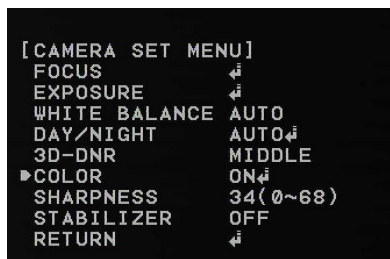 [CAMERA SET MENU]
FOCUS ↲
EXPOSURE ↲
WHITE BALANCE AUTO
DAY/NIGHT AUTO↲
3D-DNR MIDDLE
▶COLOR ON↲
SHARPNESS 34(0~68)
STABILIZER OFF
RETURN ↲